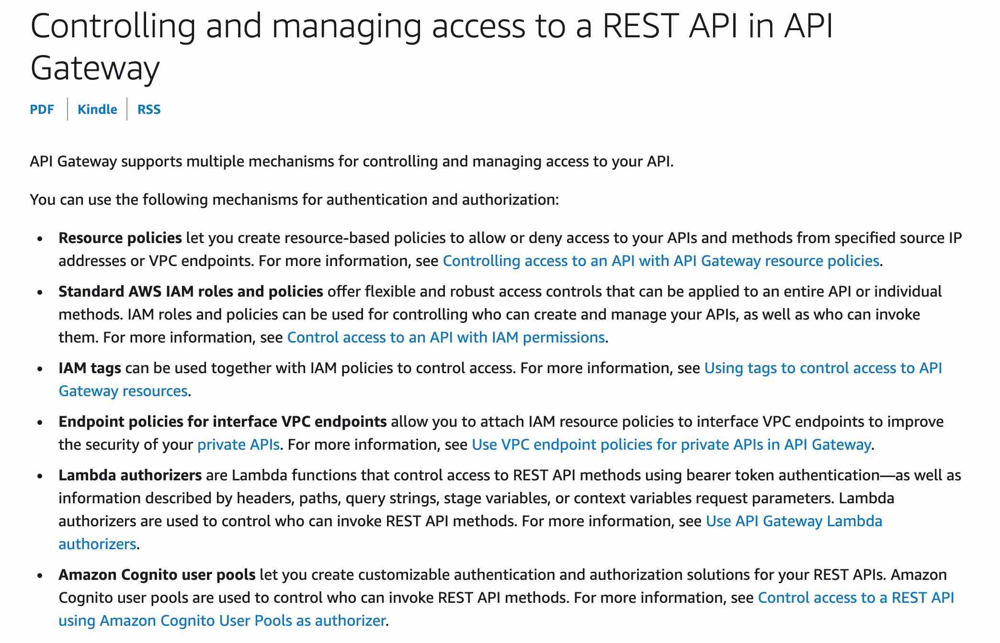 Controlling and managing access to a REST API in API
Gateway
PDF | Kindle | RSS
API Gateway supports multiple mechanisms for controlling and managing access to your API.
You can use the following mechanisms for authentication and authorization:
• Resource policies let you create resource-based policies to allow or deny access to your APIs and methods from specified source IP
addresses or VPC endpoints. For more information, see Controlling access to an API with API Gateway resource policies.
• Standard AWS IAM roles and policies offer flexible and robust access controls that can be applied to an entire API or individual
methods. IAM roles and policies can be used for controlling who can create and manage your APIs, as well as who can invoke
them. For more information, see Control access to an API with IAM permissions.
• IAM tags can be used together with IAM policies to control access. For more information, see Using tags to control access to API
Gateway resources.
• Endpoint policies for interface VPC endpoints allow you to attach IAM resource policies to interface VPC endpoints to improve
the security of your private APIs. For more information, see Use VPC endpoint policies for private APIs in API Gateway.
• Lambda authorizers are Lambda functions that control access to REST API methods using bearer token authentication—as well as
information described by headers, paths, query strings, stage variables, or context variables request parameters. Lambda
authorizers are used to control who can invoke REST API methods. For more information, see Use API Gateway Lambda
authorizers.
• Amazon Cognito user pools let you create customizable authentication and authorization solutions for your REST APIs. Amazon
Cognito user pools are used to control who can invoke REST API methods. For more information, see Control access to a REST API
using Amazon Cognito User Pools as authorizer.